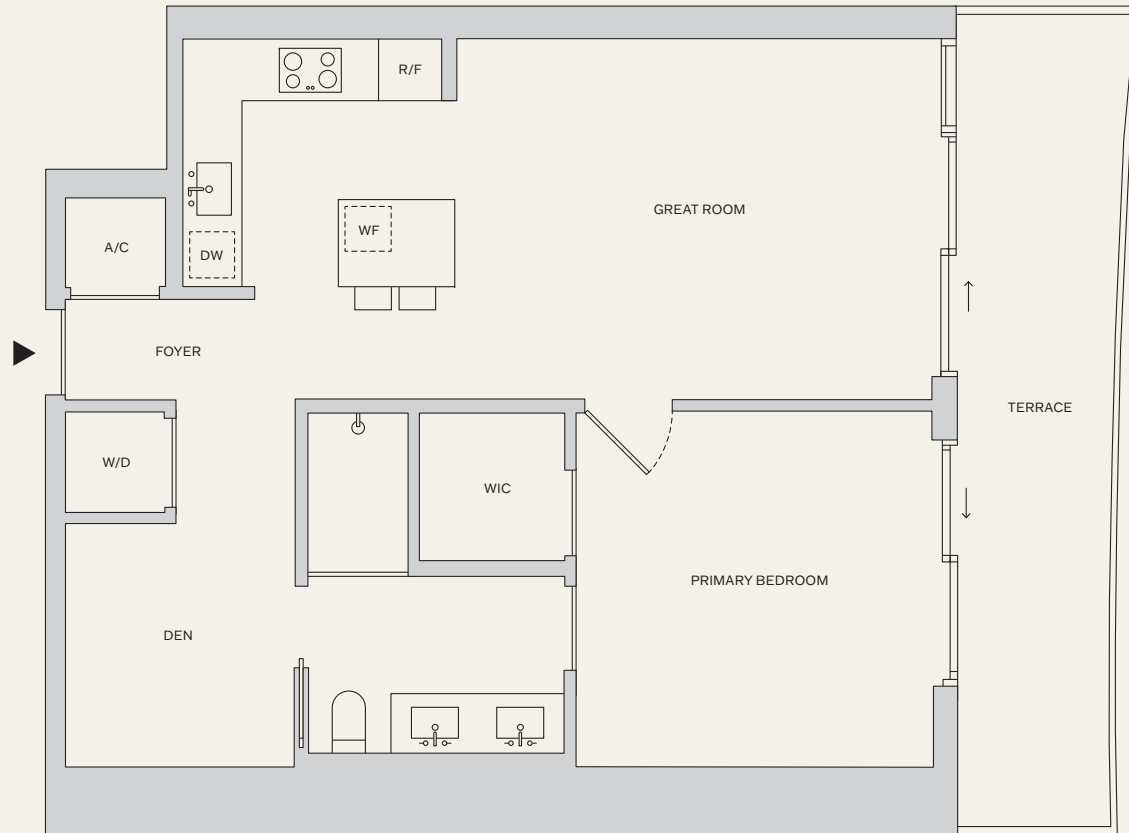 R/F
GREAT ROOM
WF
A/C
DW
FOYER
TERRACE
W/D
WIC
PRIMARY BEDROOM
DEN